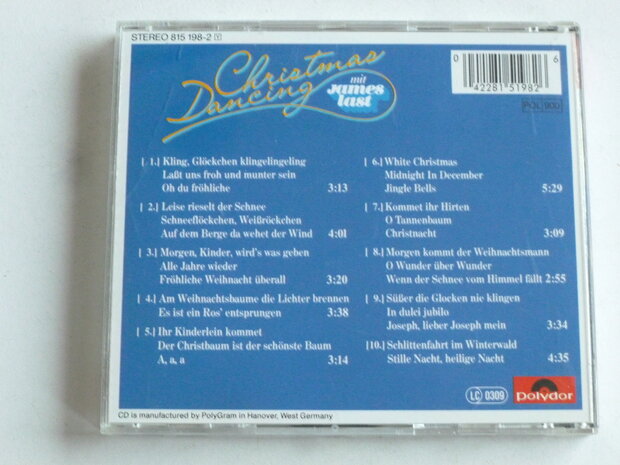 STEREO 815 198-2
Christmas
Dancing
mit
James
last
0
6
42281 51982
POL 900
[ 1.] Kling, Glöckchen klingelingeling
Laßt uns froh und munter sein
Oh du fröhliche 3:13
[ 2.] Leise rieselt der Schnee
Schneeflöckchen, Weißröckchen
Auf dem Berge da wehet der Wind 4:01
[ 3.] Morgen, Kinder, wird's was geben
Alle Jahre wieder
Fröhliche Weihnacht überall 3:20
[ 4.] Am Weihnachtsbaume die Lichter brennen
Es ist ein Ros' entsprungen 3:38
[ 5.] Ihr Kinderlein kommet
Der Christbaum ist der schönste Baum
A, a, a 3:14
[ 6.] White Christmas
Midnight In December
Jingle Bells 5:29
[ 7.] Kommet ihr Hirten
O Tannenbaum
Christnacht 3:09
[ 8.] Morgen kommt der Weihnachtsmann
O Wunder über Wunder
Wenn der Schnee vom Himmel fällt 2:55
[ 9.] Süßer die Glocken nie klingen
In dulci jubilo
Joseph, lieber Joseph mein 3:34
[10.] Schlittenfahrt im Winterwald
Stille Nacht, heilige Nacht 4:35
LC 0309
polydor
CD is manufactured by PolyGram in Hanover, West Germany